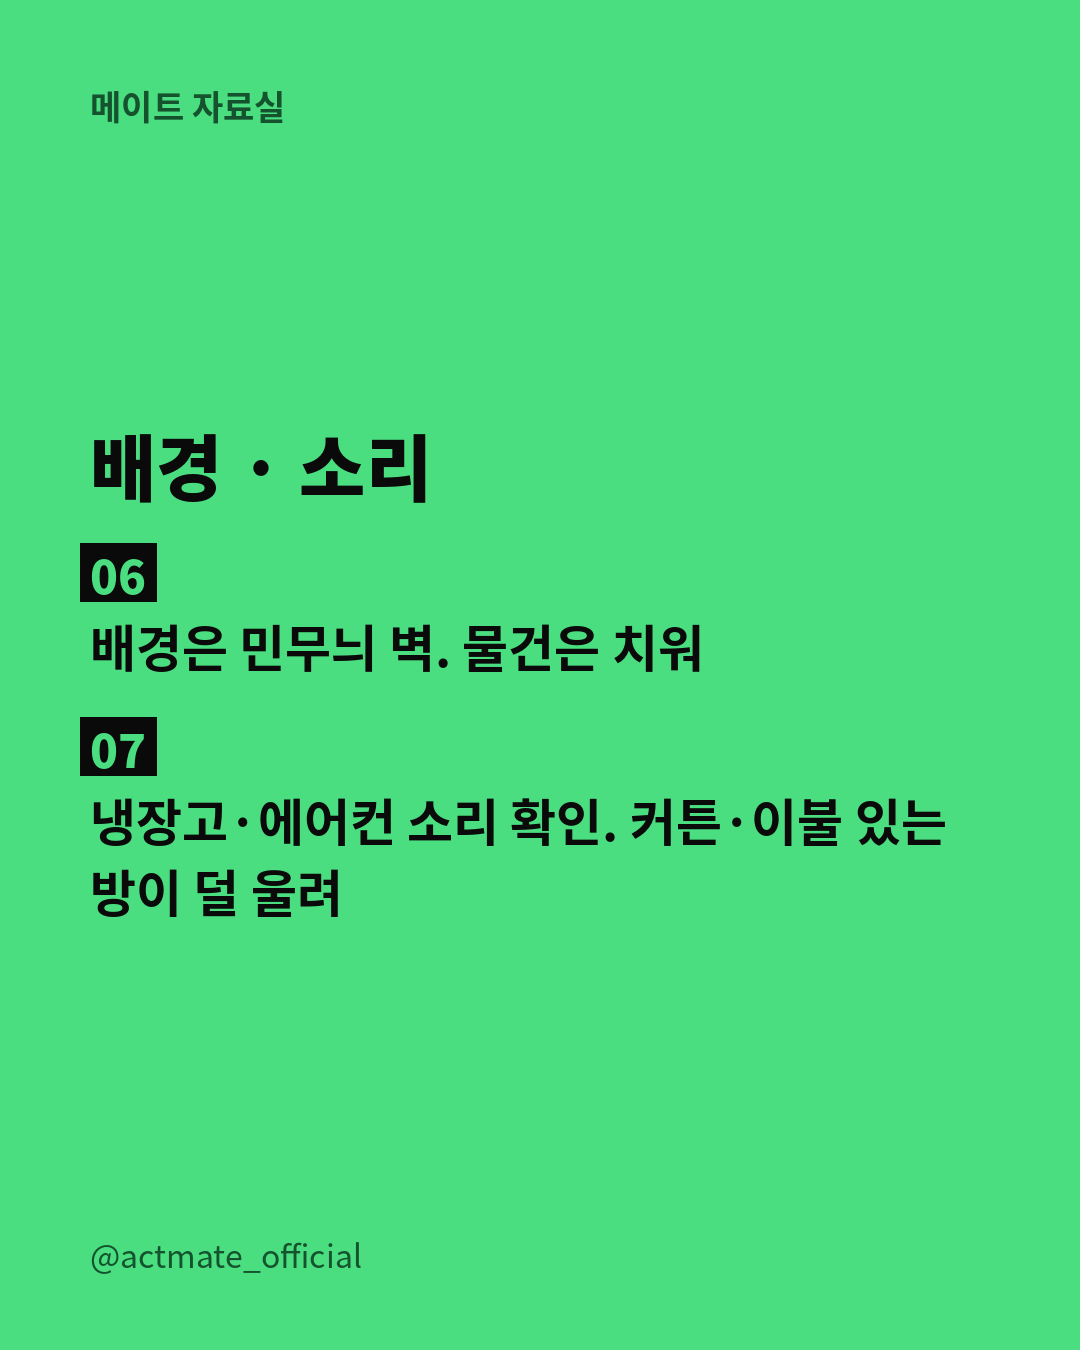 메이트 자료실
배경 · 소리
06
배경은 민무늬 벽. 물건은 치워
07
냉장고·에어컨 소리 확인. 커튼·이불 있는
방이 덜 울려
@actmate_official